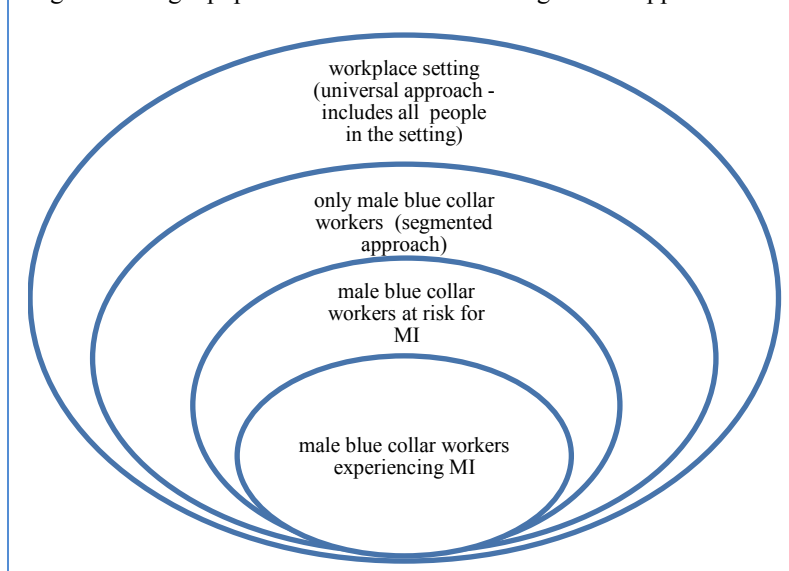 workplace setting
(universal approach -
includes all people
in the setting)
only male blue collar
workers (segmented
approach)
male blue collar
workers at risk for
MI
male blue collar workers
experiencing MI